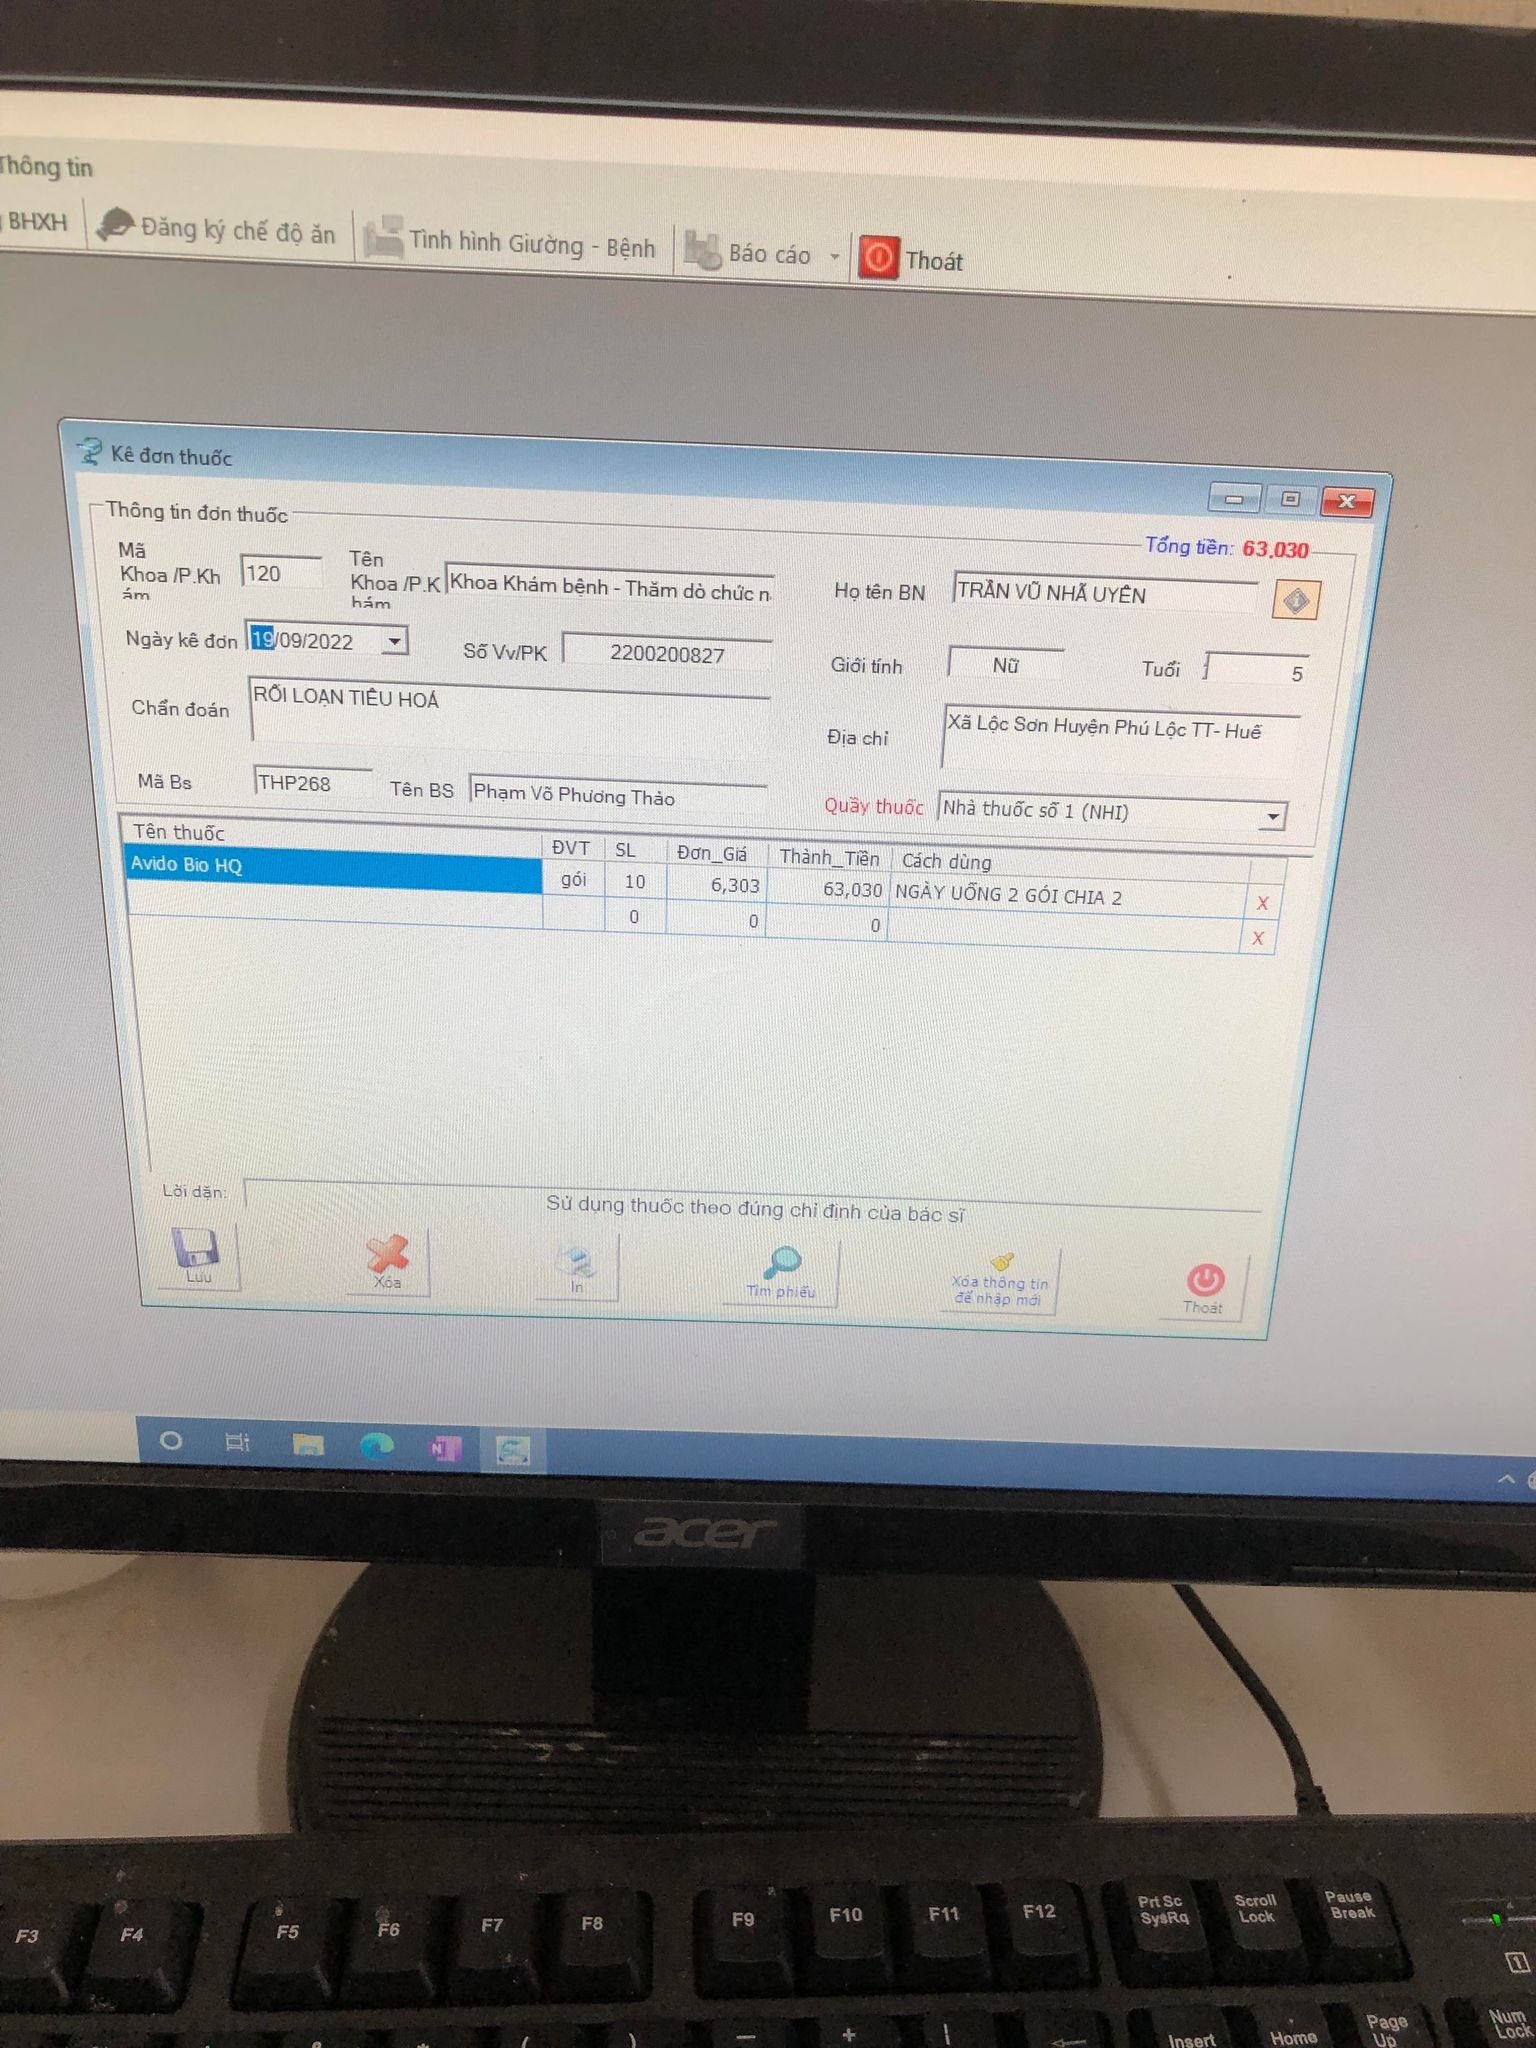 Thông tin
BHXH Đăng ký chế độ ăn Tình hình Giường - Bệnh Báo cáo Thoát
Kê đơn thuốc
Thông tin đơn thuốc
Tổng tiền: 63,030
Mã Khoa /P.Kh ám 120 Tên Khoa /P.K hám Khoa Khám bệnh - Thăm dò chức n Họ tên BN TRẦN VŨ NHÃ UYÊN
Ngày kê đơn 19/09/2022 Số Vv/PK 2200200827 Giới tính Nữ Tuổi 5
Chẩn đoán RỐI LOẠN TIÊU HOÁ Địa chỉ Xã Lộc Sơn Huyện Phú Lộc TT- Huế
Mã Bs THP268 Tên BS Phạm Võ Phương Thảo Quầy thuốc Nhà thuốc số 1 (NHI)
Tên thuốc ĐVT SL Đơn_Giá Thành_Tiền Cách dùng
Avido Bio HQ gói 10 6,303 63,030 NGÀY UỐNG 2 GÓI CHIA 2 X
0 0 0 X
Lời dặn: Sử dụng thuốc theo đúng chỉ định của bác sĩ
Lưu Xóa In Tìm phiếu Xóa thông tin để nhập mới Thoát
acer
F3 F4 F5 F6 F7 F8 F9 F10 F11 F12 Prt Sc SysRq Scroll Lock Pause Break
1
( ) — + | Insert Home Page Up Num Lock